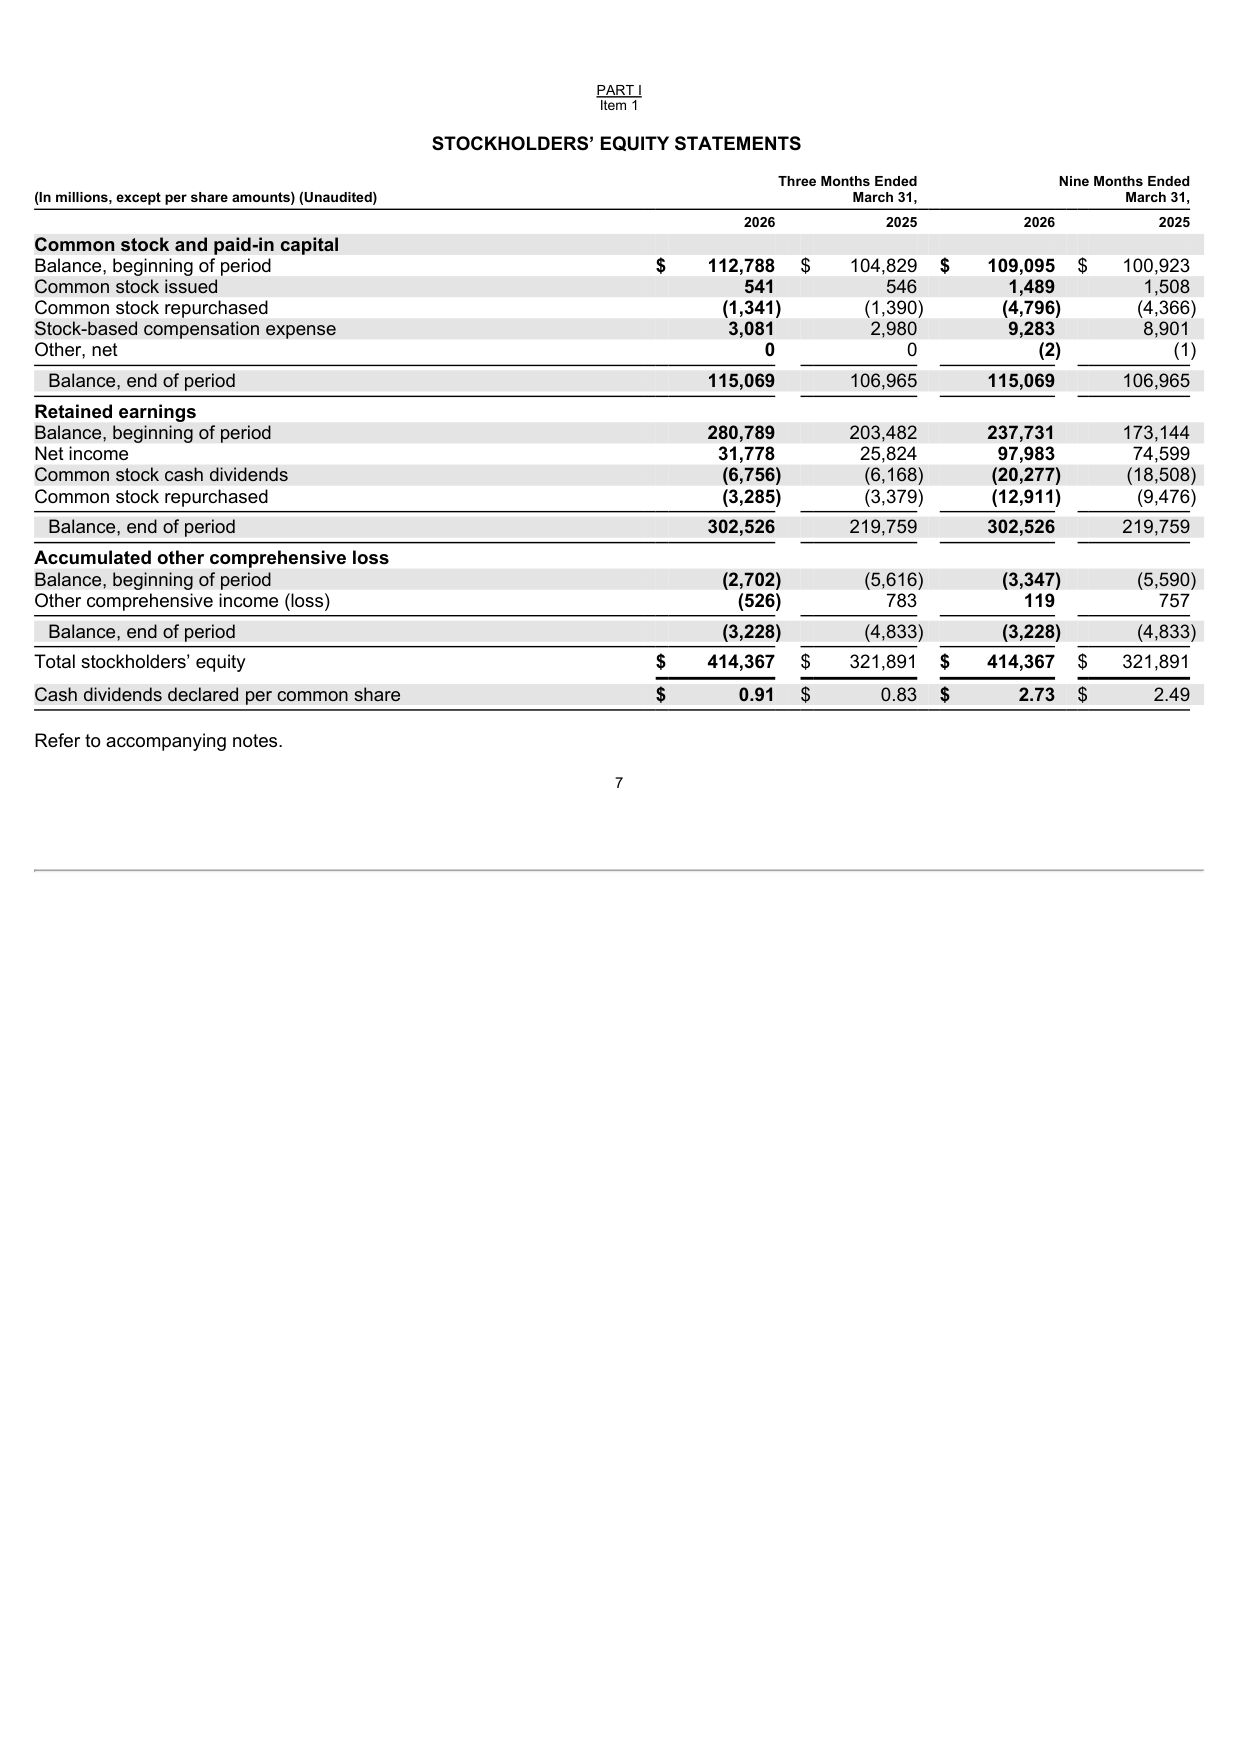 PART I
Item 1
STOCKHOLDERS’ EQUITY STATEMENTS
Three Months Ended Nine Months Ended
(In millions, except per share amounts) (Unaudited) March 31, March 31,
2026 2025 2026 2025
Common stock and paid-in capital
Balance, beginning of period $ 112,788 $ 104,829 $ 109,095 $ 100,923
Common stock issued 541 546 1,489 1,508
Common stock repurchased (1,341) (1,390) (4,796) (4,366)
Stock-based compensation expense 3,081 2,980 9,283 8,901
Other, net 0 0 (2) (1)
Balance, end of period 115,069 106,965 115,069 106,965
Retained earnings
Balance, beginning of period 280,789 203,482 237,731 173,144
Net income 31,778 25,824 97,983 74,599
Common stock cash dividends (6,756) (6,168) (20,277) (18,508)
Common stock repurchased (3,285) (3,379) (12,911) (9,476)
Balance, end of period 302,526 219,759 302,526 219,759
Accumulated other comprehensive loss
Balance, beginning of period (2,702) (5,616) (3,347) (5,590)
Other comprehensive income (loss) (526) 783 119 757
Balance, end of period (3,228) (4,833) (3,228) (4,833)
Total stockholders’ equity $ 414,367 $ 321,891 $ 414,367 $ 321,891
Cash dividends declared per common share $ 0.91 $ 0.83 $ 2.73 $ 2.49
Refer to accompanying notes.
7